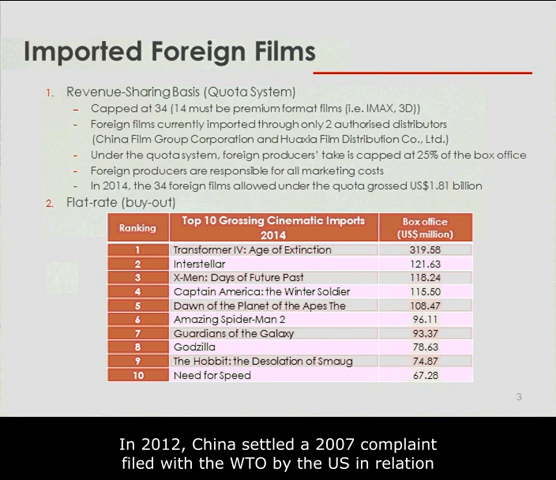 Imported Foreign Films
1. Revenue-Sharing Basis (Quota System)
– Capped at 34 (14 must be premium format films (i.e. IMAX, 3D))
- Foreign films currently imported through only 2 authorised distributors
(China Film Group Corporation and Huaxia Film Distribution Co., Ltd.)
- Under the quota system, foreign producers' take is capped at 25% of the box office
- Foreign producers are responsible for all marketing costs
- In 2014, the 34 foreign films allowed under the quota grossed US$1.81 billion
2. Flat-rate (buy-out)
Ranking Top 10 Grossing Cinematic Imports 2014 Box office (US$ million)
1 Transformer IV: Age of Extinction 319.58
2 Interstellar 121.63
3 X-Men: Days of Future Past 118.24
4 Captain America: the Winter Soldier 115.50
5 Dawn of the Planet of the Apes The 108.47
6 Amazing Spider-Man 2 96.11
7 Guardians of the Galaxy 93.37
8 Godzilla 78.63
9 The Hobbit: the Desolation of Smaug 74.87
10 Need for Speed 67.28
3
In 2012, China settled a 2007 complaint
filed with the WTO by the US in relation